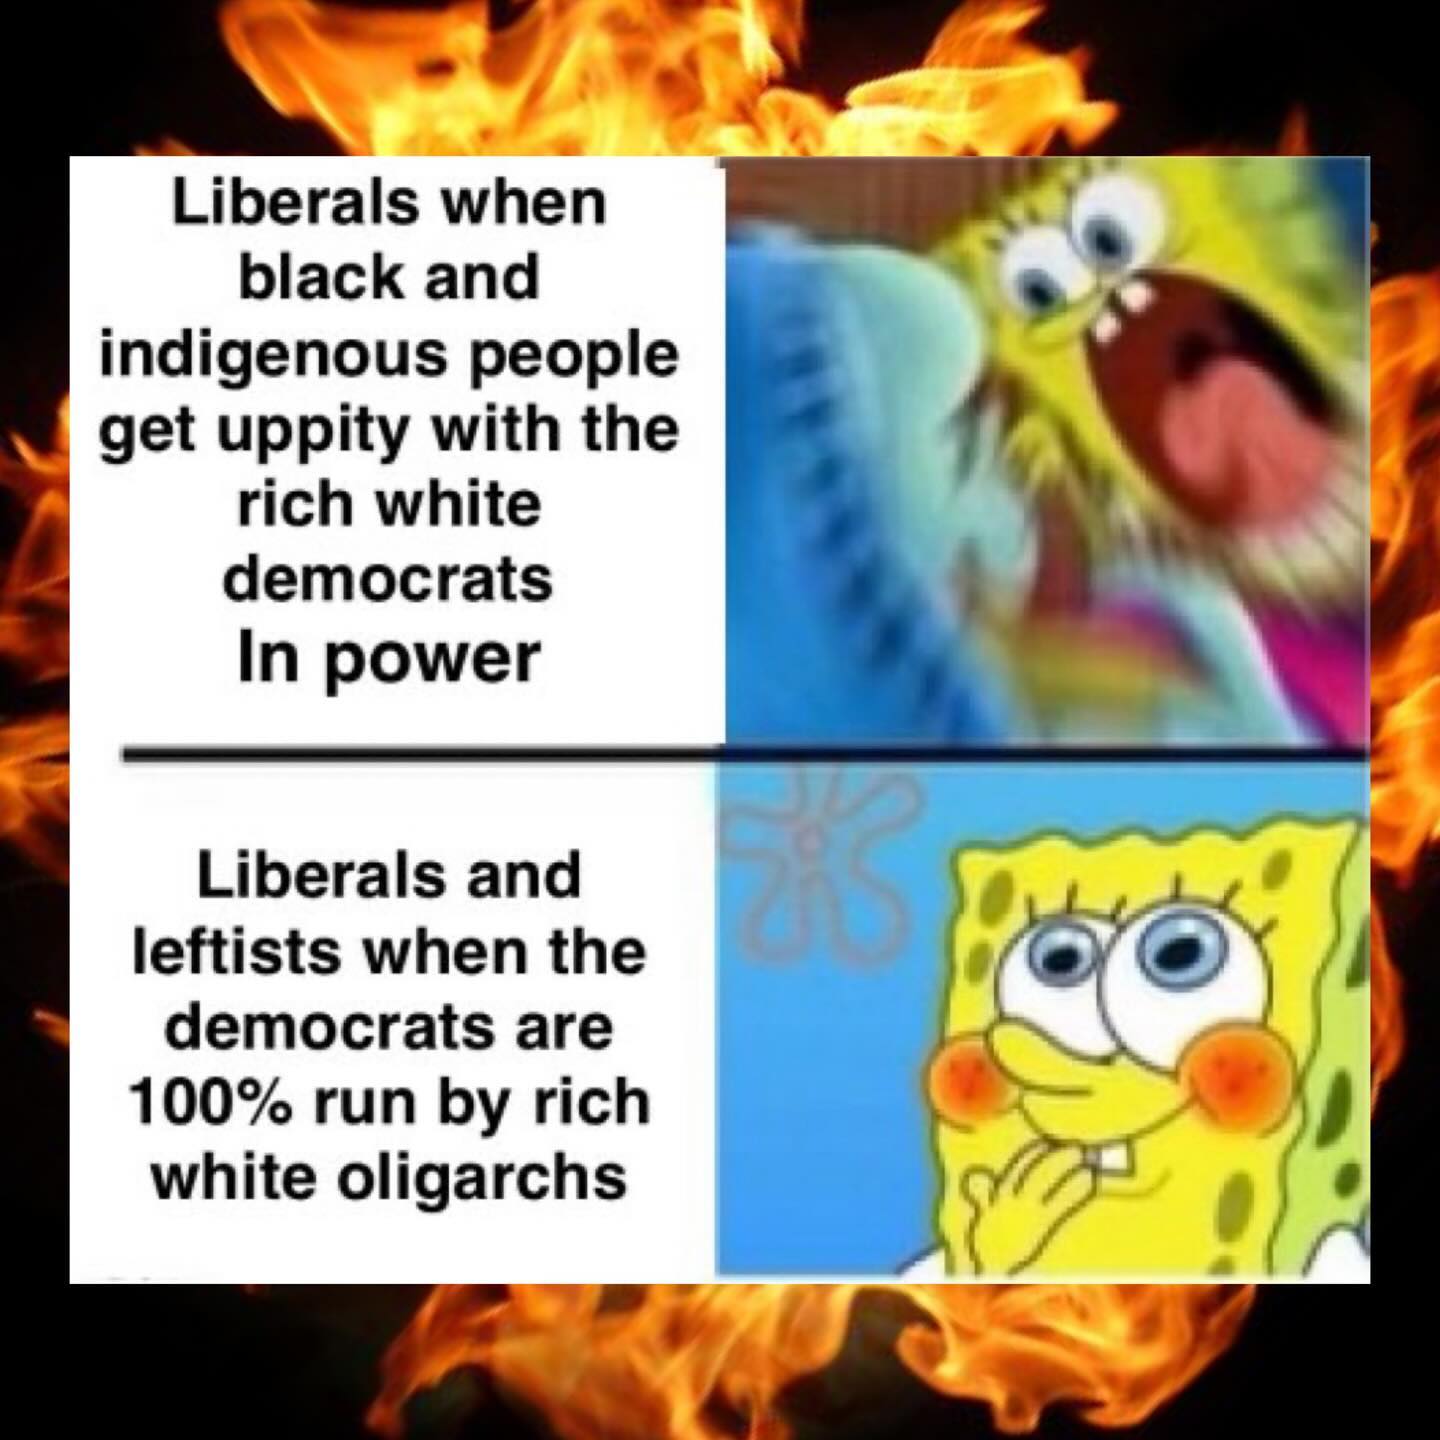 Liberals when
black and
indigenous people
get uppity with the
rich white
democrats
In power
Liberals and
leftists when the
democrats are
100% run by rich
white oligarchs